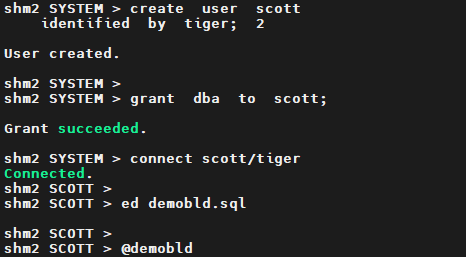 shm2 SYSTEM > create user scott
identified by tiger; 2
User created.
shm2 SYSTEM >
shm2 SYSTEM > grant dba to scott;
Grant succeeded.
shm2 SYSTEM > connect scott/tiger
Connected.
shm2 SCOTT >
shm2 SCOTT > ed demobld.sql
shm2 SCOTT >
shm2 SCOTT > @demobld